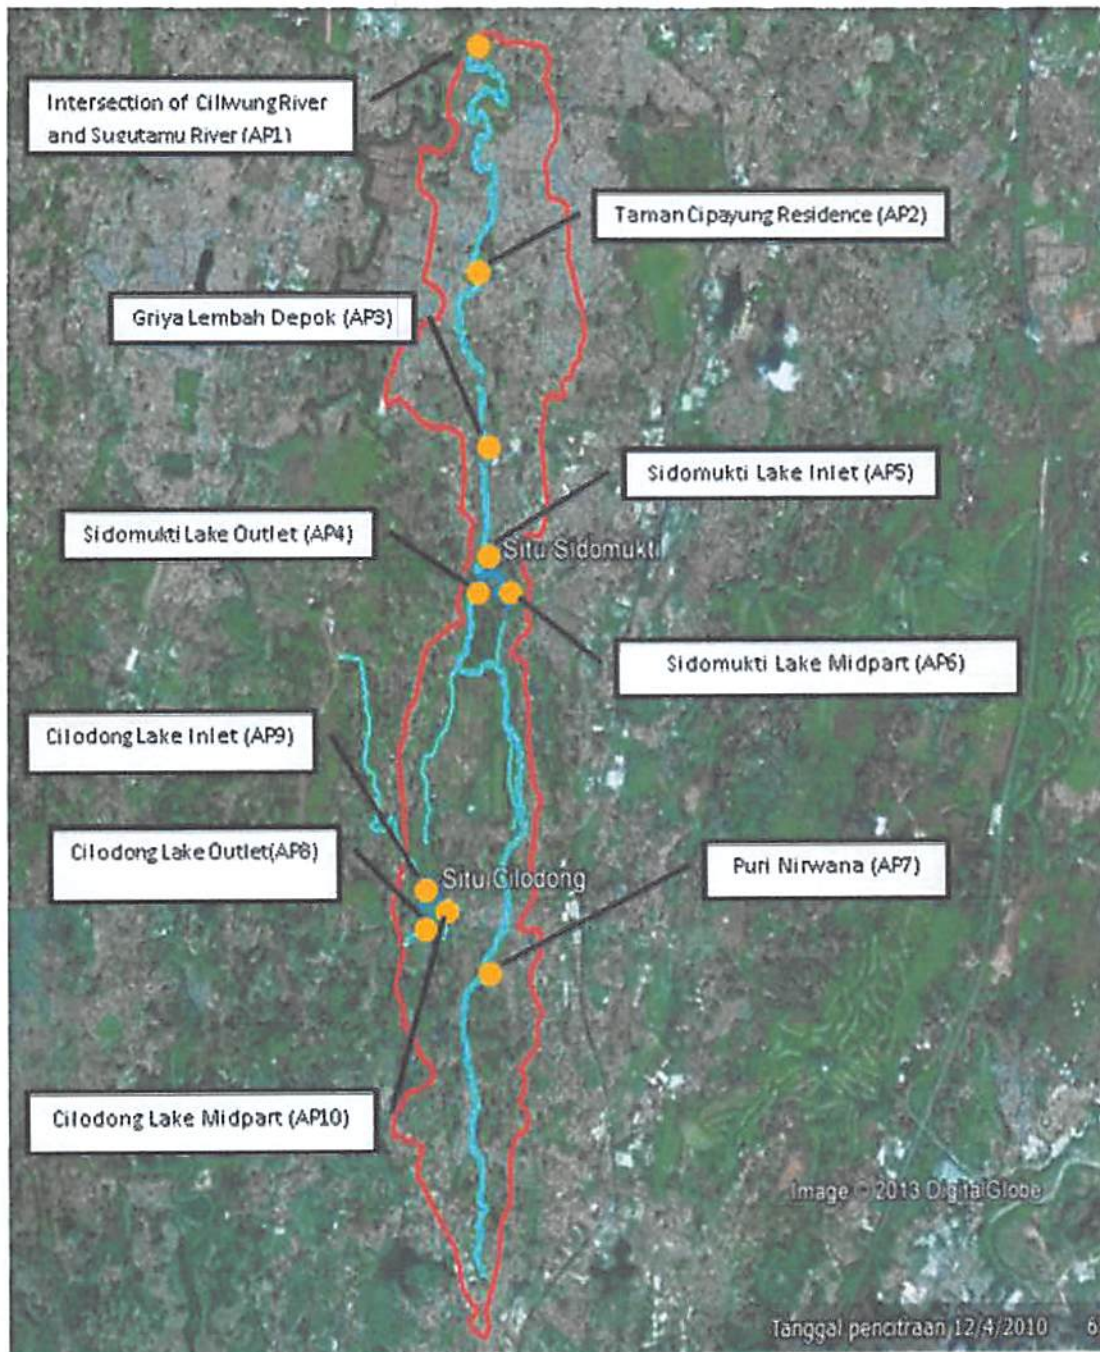 Intersection of Ciliwung River
and Sugutamu River (AP1)
Taman Cipayung Residence (AP2)
Griya Lembah Depok (AP3)
Sidomukti Lake Inlet (AP5)
Sidomukti Lake Outlet (AP4)
Situ Sidomukti
Sidomukti Lake Midpart (AP6)
Cilodong Lake Inlet (AP9)
Cilodong Lake Outlet(AP8)
Situ Cilodong
Puri Nirwana (AP7)
Cilodong Lake Midpart (AP10)
Image © 2013 DigitalGlobe
Tanggal pencitraan 12/4/2010 6